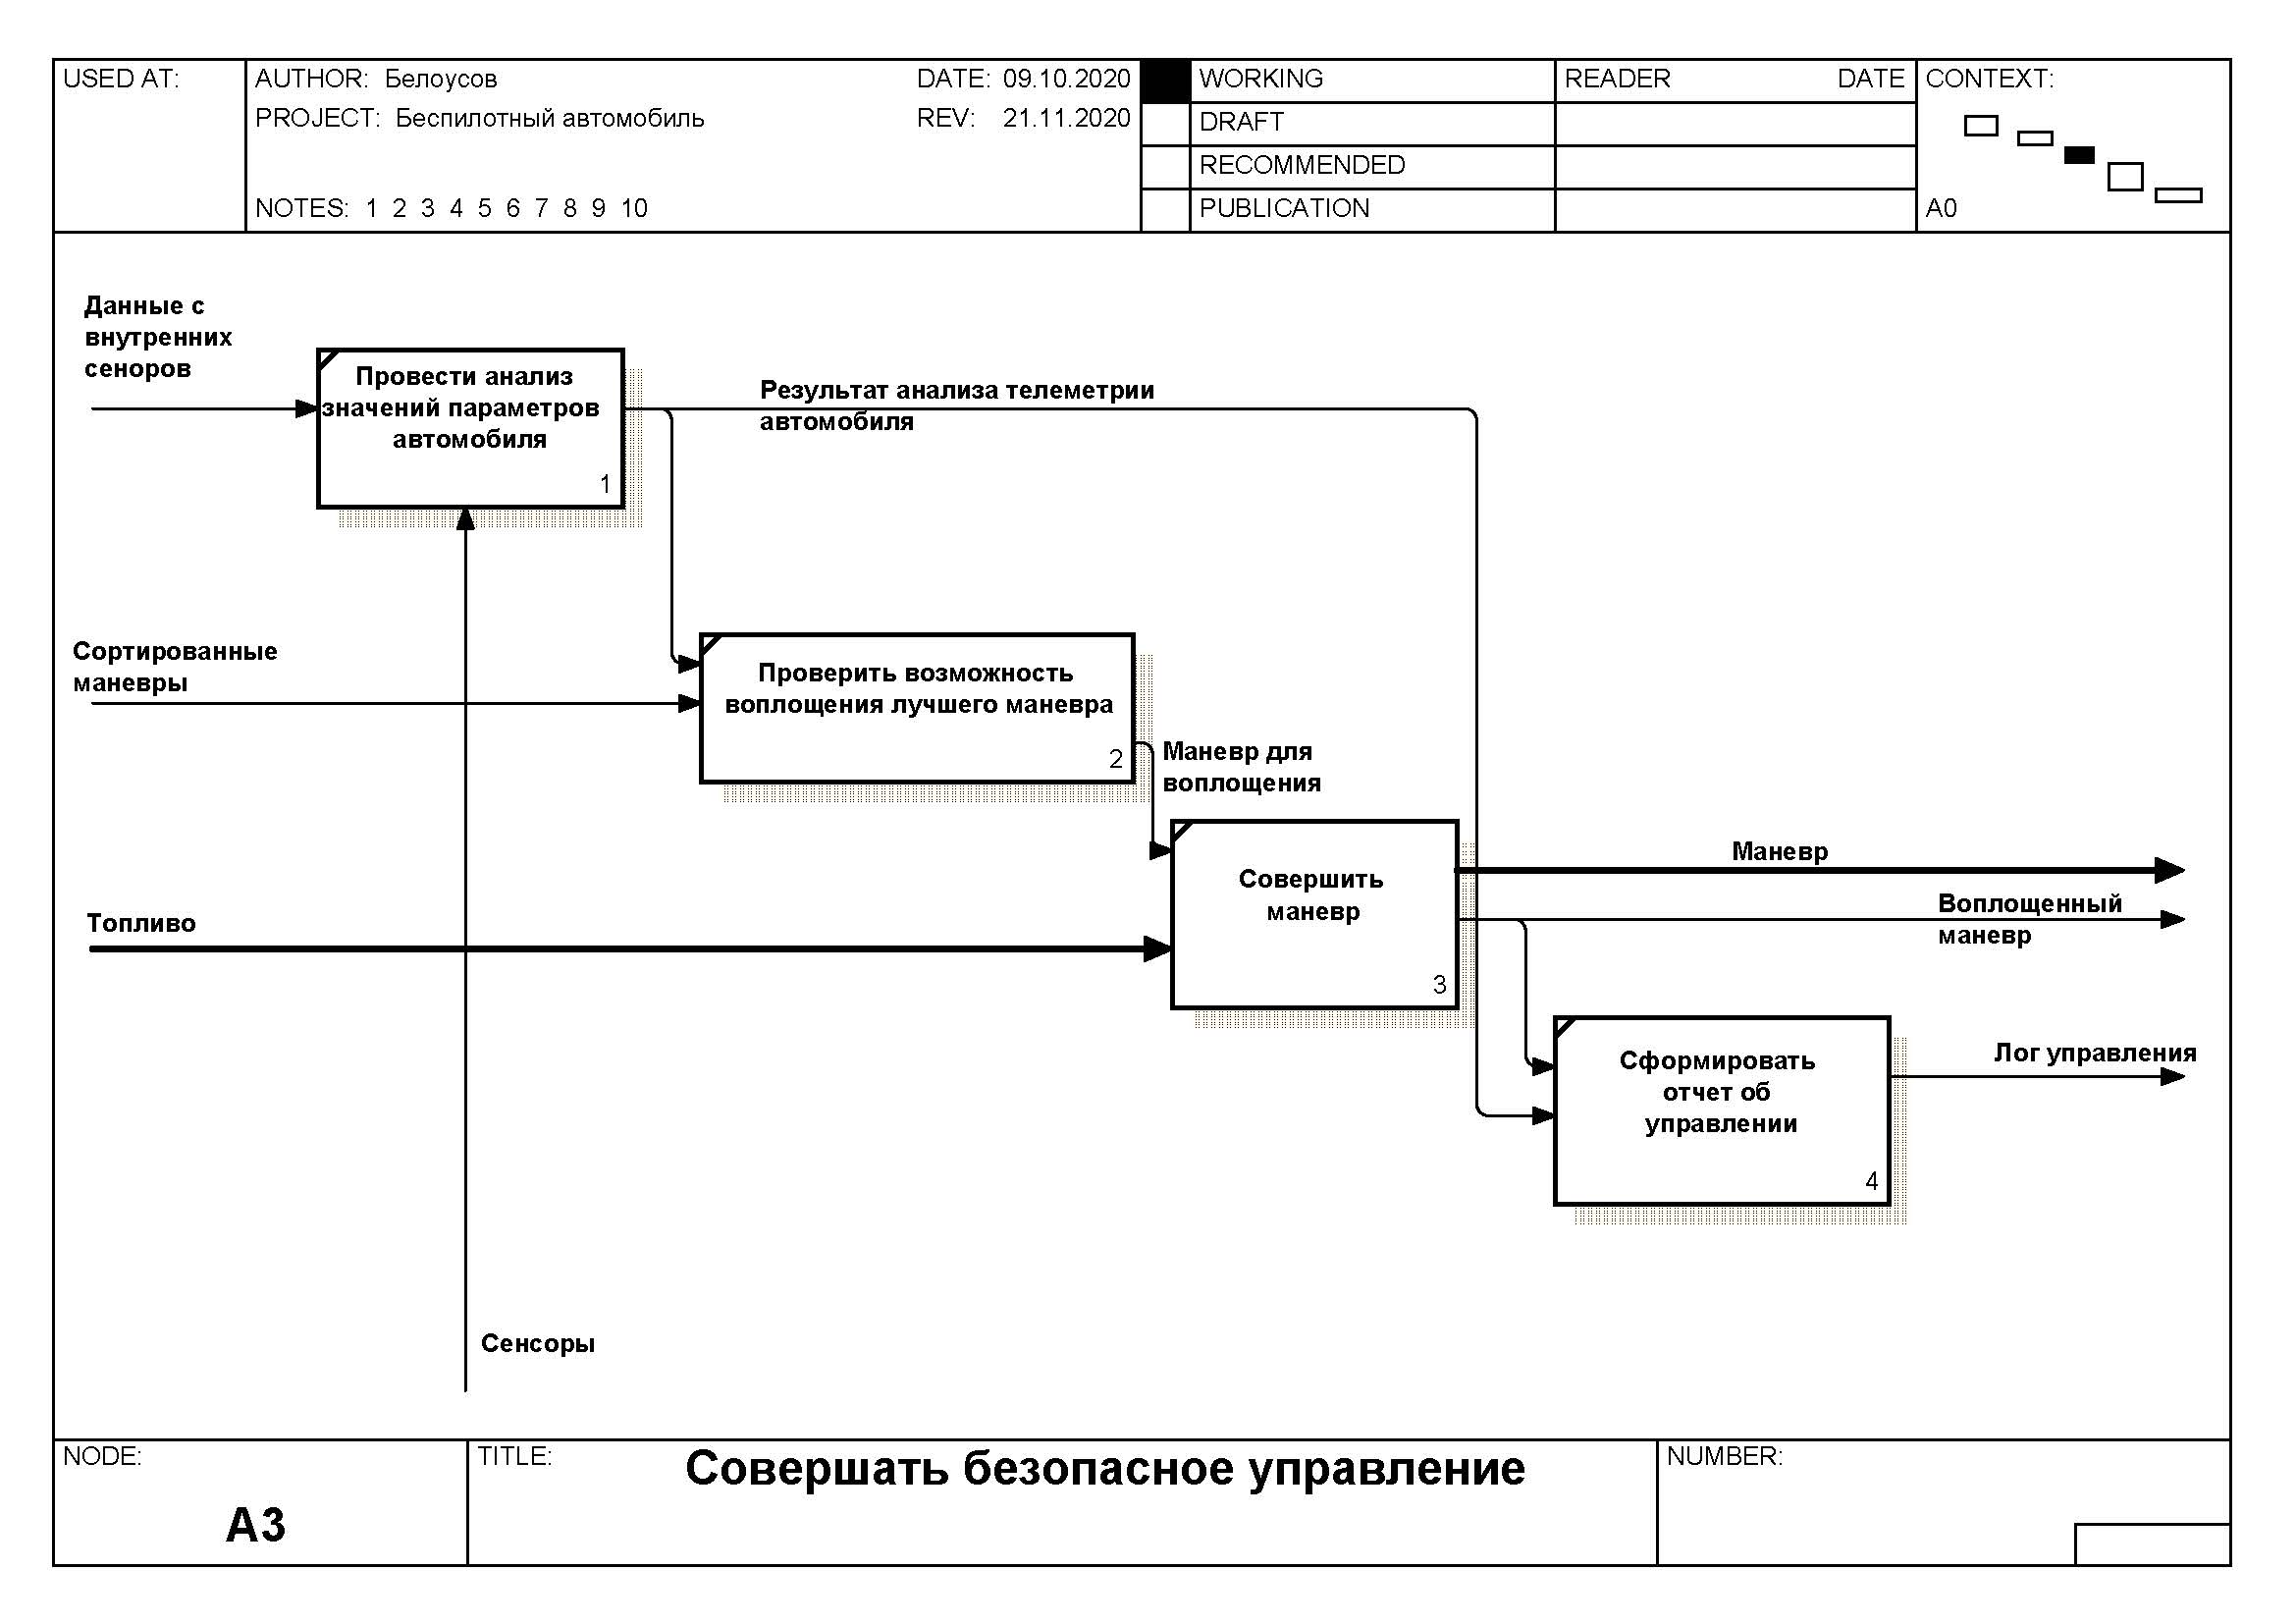 USED AT:
AUTHOR: Белоусов
DATE: 09.10.2020
PROJECT: Беспилотный автомобиль
REV: 21.11.2020
NOTES: 1 2 3 4 5 6 7 8 9 10
WORKING
DRAFT
RECOMMENDED
PUBLICATION
READER DATE
CONTEXT:
A0
Данные с
внутренних
сеноров
Провести анализ
значений параметров
автомобиля
1
Результат анализа телеметрии
автомобиля
Сортированные
маневры
Проверить возможность
воплощения лучшего маневра
2
Маневр для
воплощения
Топливо
Совершить
маневр
3
Маневр
Воплощенный
маневр
Сформировать
отчет об
управлении
4
Лог управления
Сенсоры
NODE:
A3
TITLE:
Совершать безопасное управление
NUMBER: